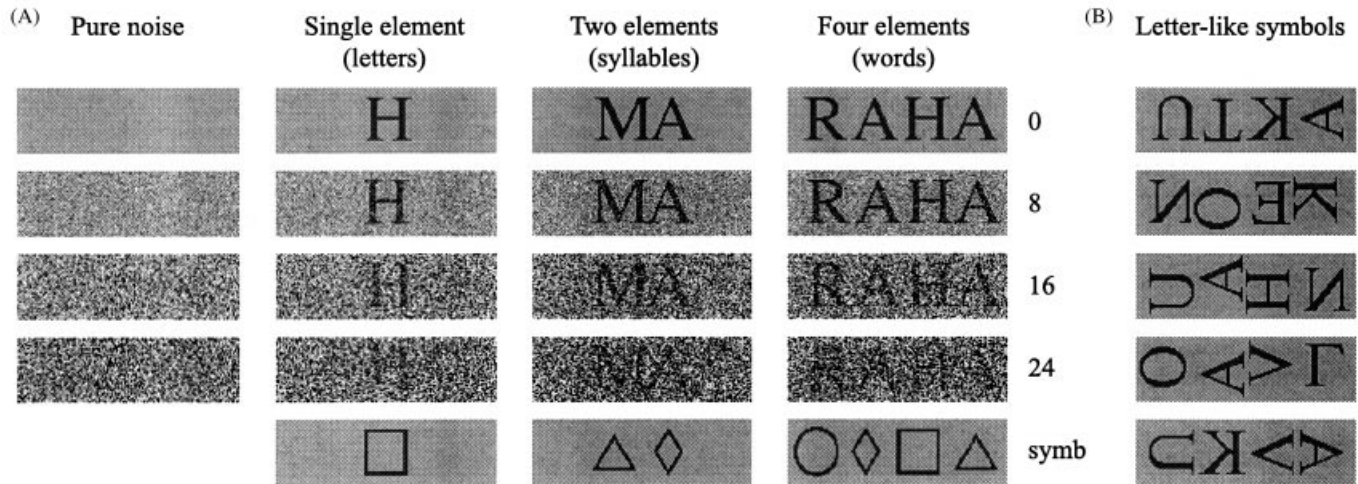 (A)
Pure noise
Single element
(letters)
Two elements
(syllables)
Four elements
(words)
H MA RAHA 0
H MA RAHA 8
H MA RAHA 16
24
symb
(B)
Letter-like symbols